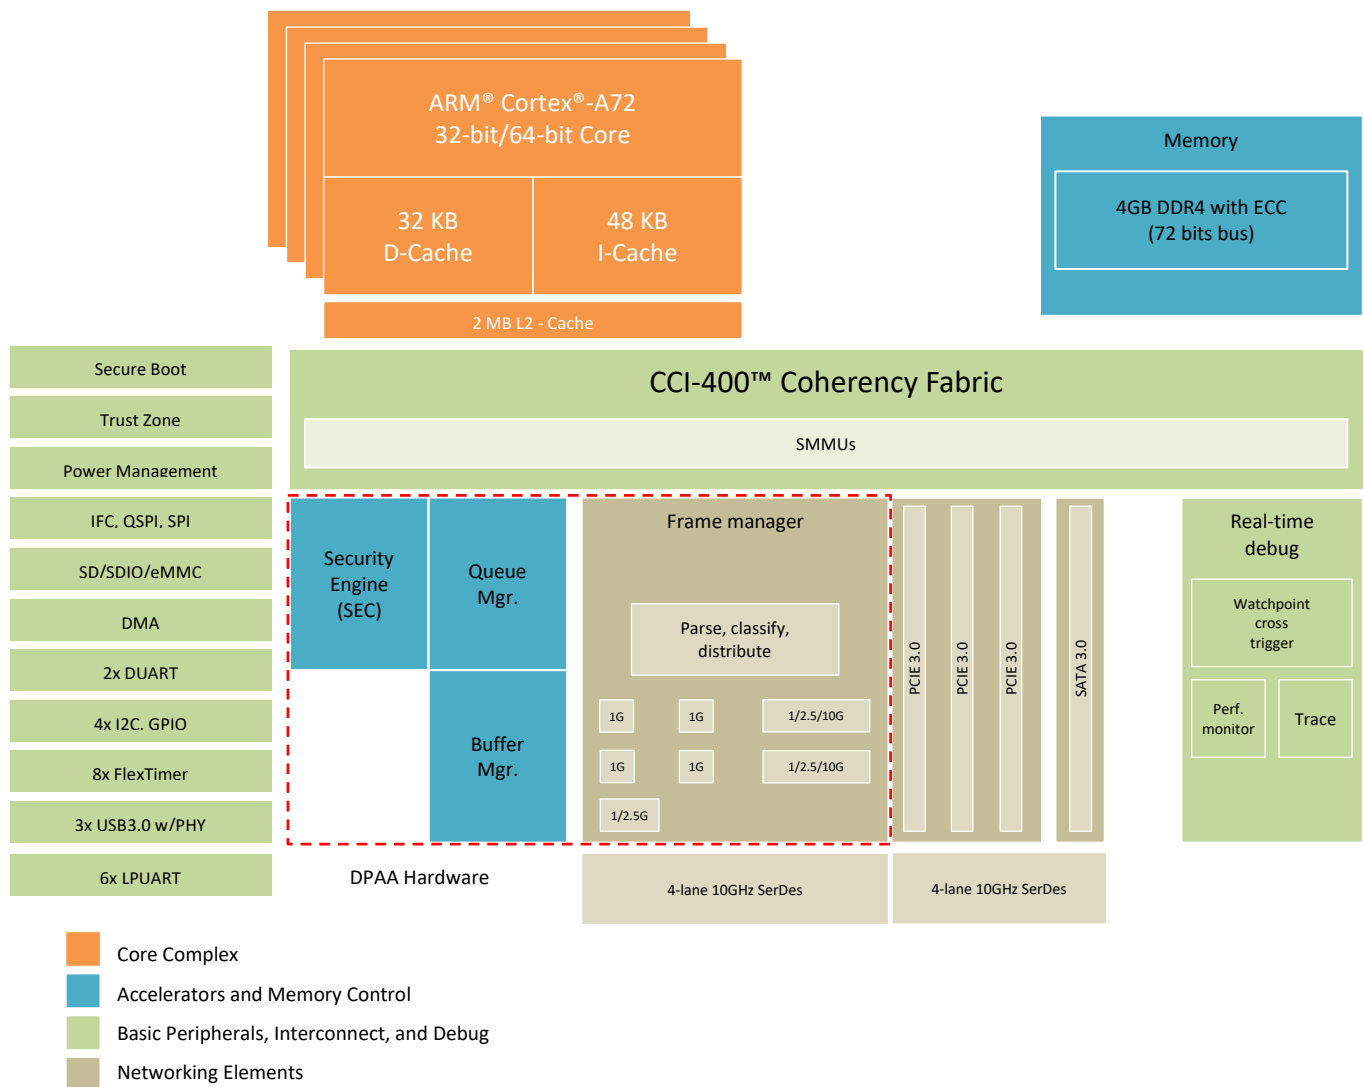 ARM® Cortex®-A72
32-bit/64-bit Core
32 KB
D-Cache
48 KB
I-Cache
2 MB L2 - Cache
Memory
4GB DDR4 with ECC
(72 bits bus)
Secure Boot
Trust Zone
Power Management
IFC, QSPI, SPI
SD/SDIO/eMMC
DMA
2x DUART
4x I2C, GPIO
8x FlexTimer
3x USB3.0 w/PHY
6x LPUART
CCI-400™ Coherency Fabric
SMMUs
Security
Engine
(SEC)
Queue
Mgr.
Buffer
Mgr.
DPAA Hardware
Frame manager
Parse, classify,
distribute
1G
1G
1/2.5/10G
1G
1G
1/2.5/10G
1/2.5G
4-lane 10GHz SerDes
PCIE 3.0
PCIE 3.0
PCIE 3.0
SATA 3.0
4-lane 10GHz SerDes
Real-time
debug
Watchpoint
cross
trigger
Perf.
monitor
Trace
Core Complex
Accelerators and Memory Control
Basic Peripherals, Interconnect, and Debug
Networking Elements